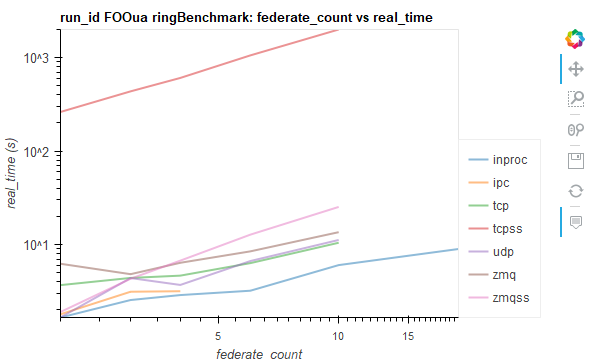 run_id FOOua ringBenchmark: federate_count vs real_time
10^3
10^2
10^1
real_time (s)
5
10
15
federate_count
inproc
ipc
tcp
tcpss
udp
zmq
zmqss